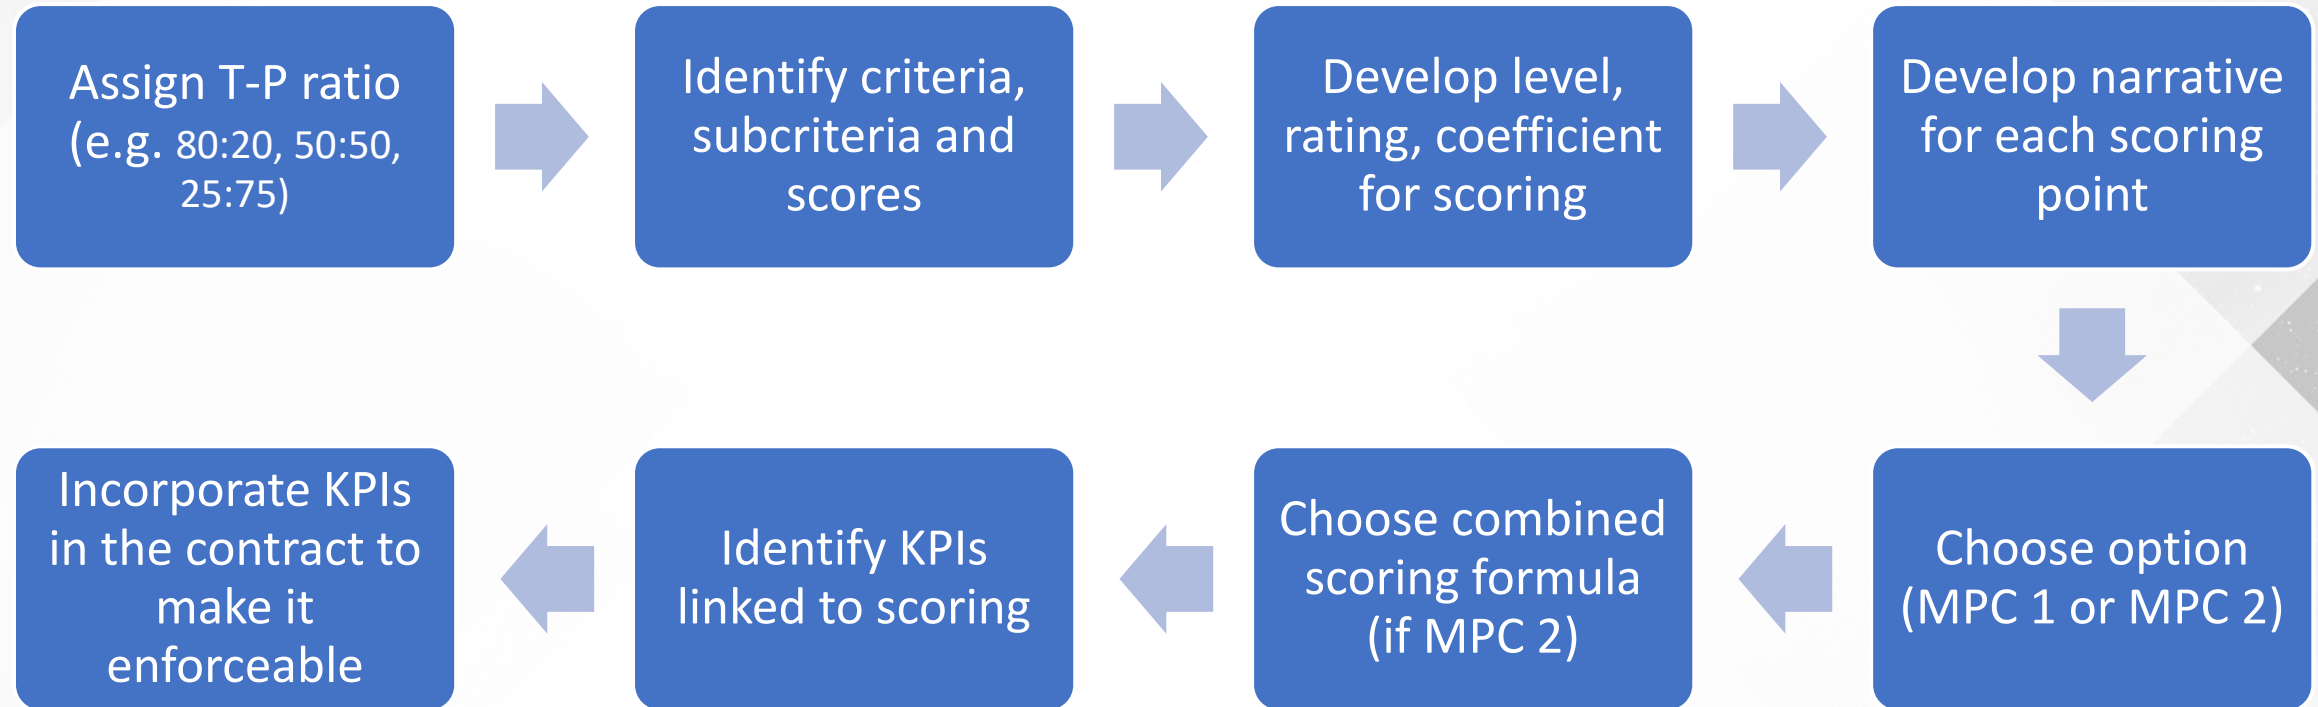 Assign T-P ratio
(e.g. 80:20, 50:50,
25:75)
Identify criteria,
subcriteria and
scores
Develop level,
rating, coefficient
for scoring
Develop narrative
for each scoring
point
Choose option
(MPC 1 or MPC 2)
Choose combined
scoring formula
(if MPC 2)
Identify KPIs
linked to scoring
Incorporate KPIs
in the contract to
make it
enforceable